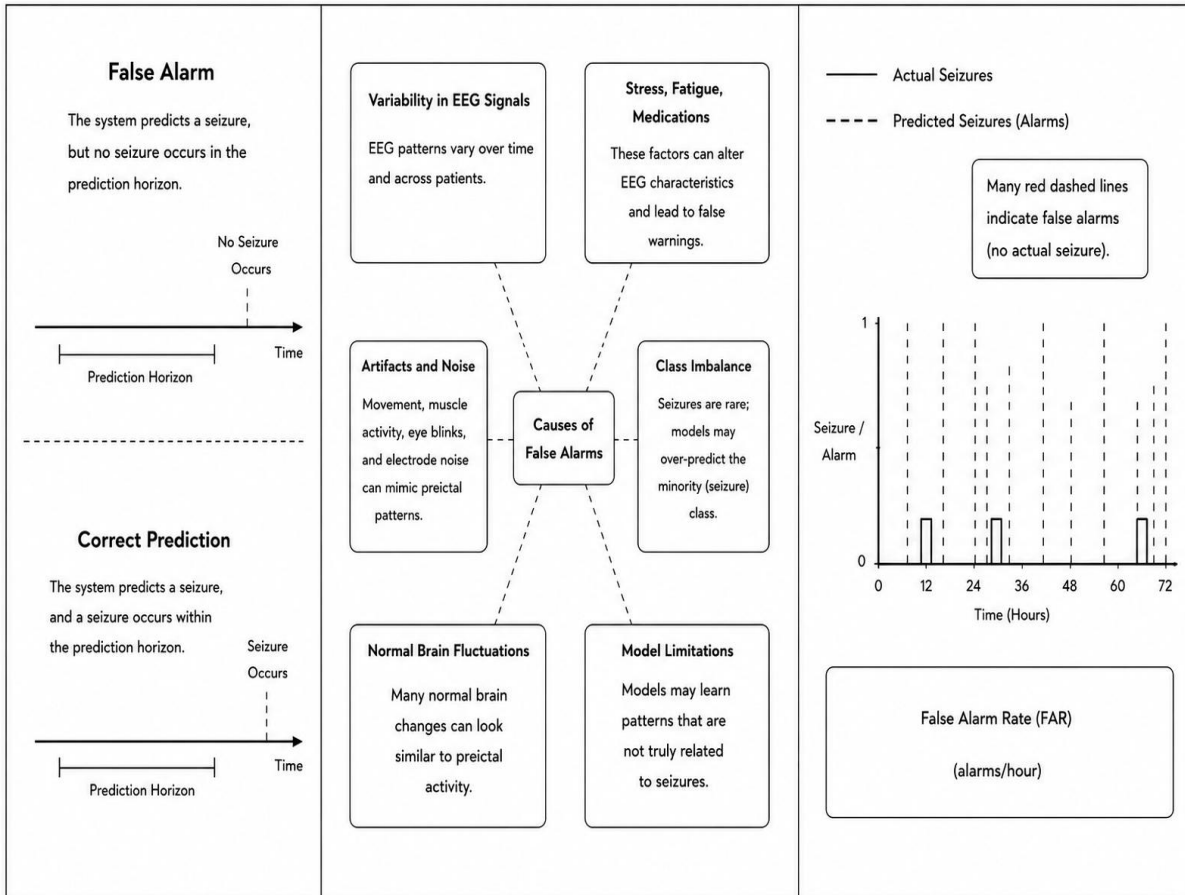 False Alarm
The system predicts a seizure,
but no seizure occurs in the
prediction horizon.
No Seizure
Occurs
Time
Prediction Horizon
Correct Prediction
The system predicts a seizure,
and a seizure occurs within
the prediction horizon.
Seizure
Occurs
Time
Prediction Horizon
Variability in EEG Signals
EEG patterns vary over time
and across patients.
Stress, Fatigue,
Medications
These factors can alter
EEG characteristics
and lead to false
warnings.
Artifacts and Noise
Movement, muscle
activity, eye blinks,
and electrode noise
can mimic preictal
patterns.
Causes of
False Alarms
Class Imbalance
Seizures are rare;
models may
over-predict the
minority (seizure)
class.
Normal Brain Fluctuations
Many normal brain
changes can look
similar to preictal
activity.
Model Limitations
Models may learn
patterns that are
not truly related
to seizures.
Actual Seizures
Predicted Seizures (Alarms)
Many red dashed lines
indicate false alarms
(no actual seizure).
1
Seizure /
Alarm
0
0 12 24 36 48 60 72
Time (Hours)
False Alarm Rate (FAR)
(alarms/hour)